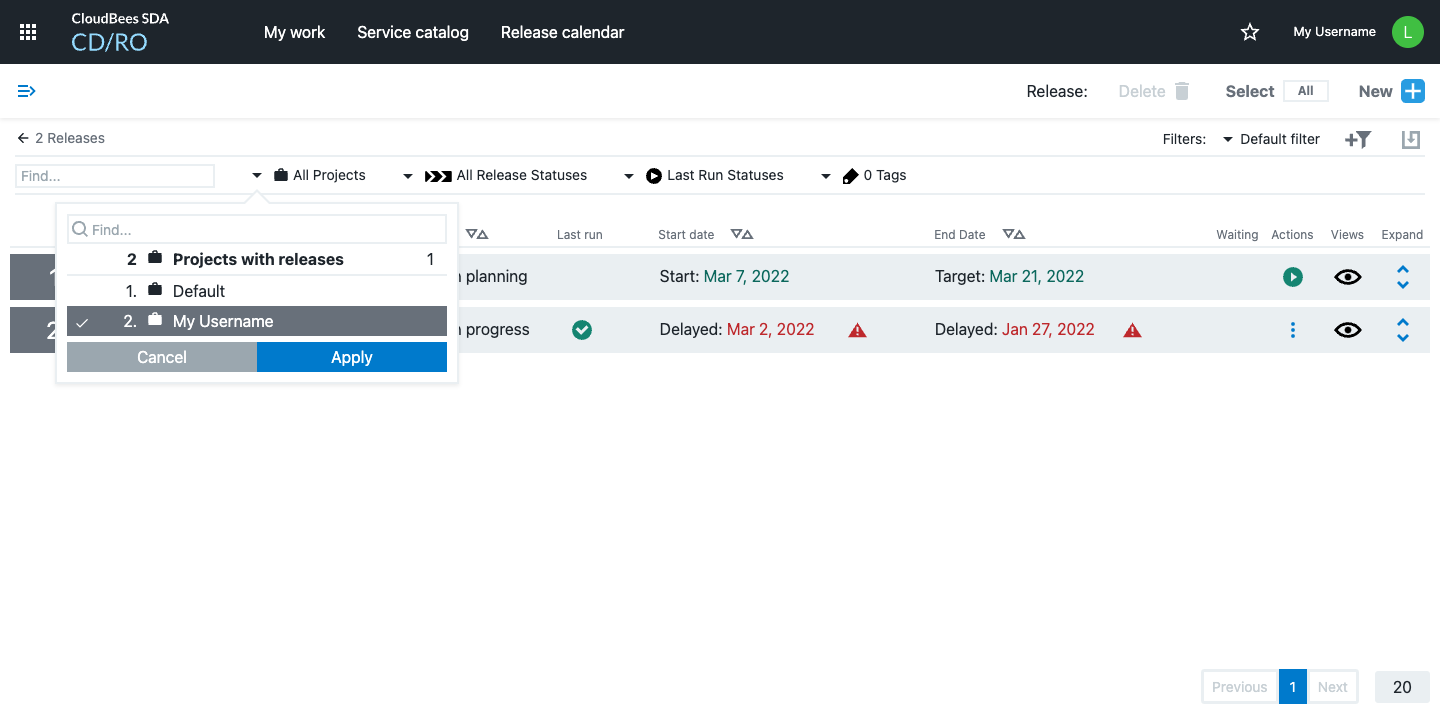 CloudBees SDA
CD/RO
My work Service catalog Release calendar
My Username L
Release: Delete Select All New
2 Releases
Filters: Default filter
Find... All Projects All Release Statuses Last Run Statuses 0 Tags
Find...
2 Projects with releases 1
1. Default
2. My Username
Cancel Apply
Last run Start date End Date Waiting Actions Views Expand
planning Start: Mar 7, 2022 Target: Mar 21, 2022
2 progress Delayed: Mar 2, 2022 Delayed: Jan 27, 2022
Previous 1 Next 20